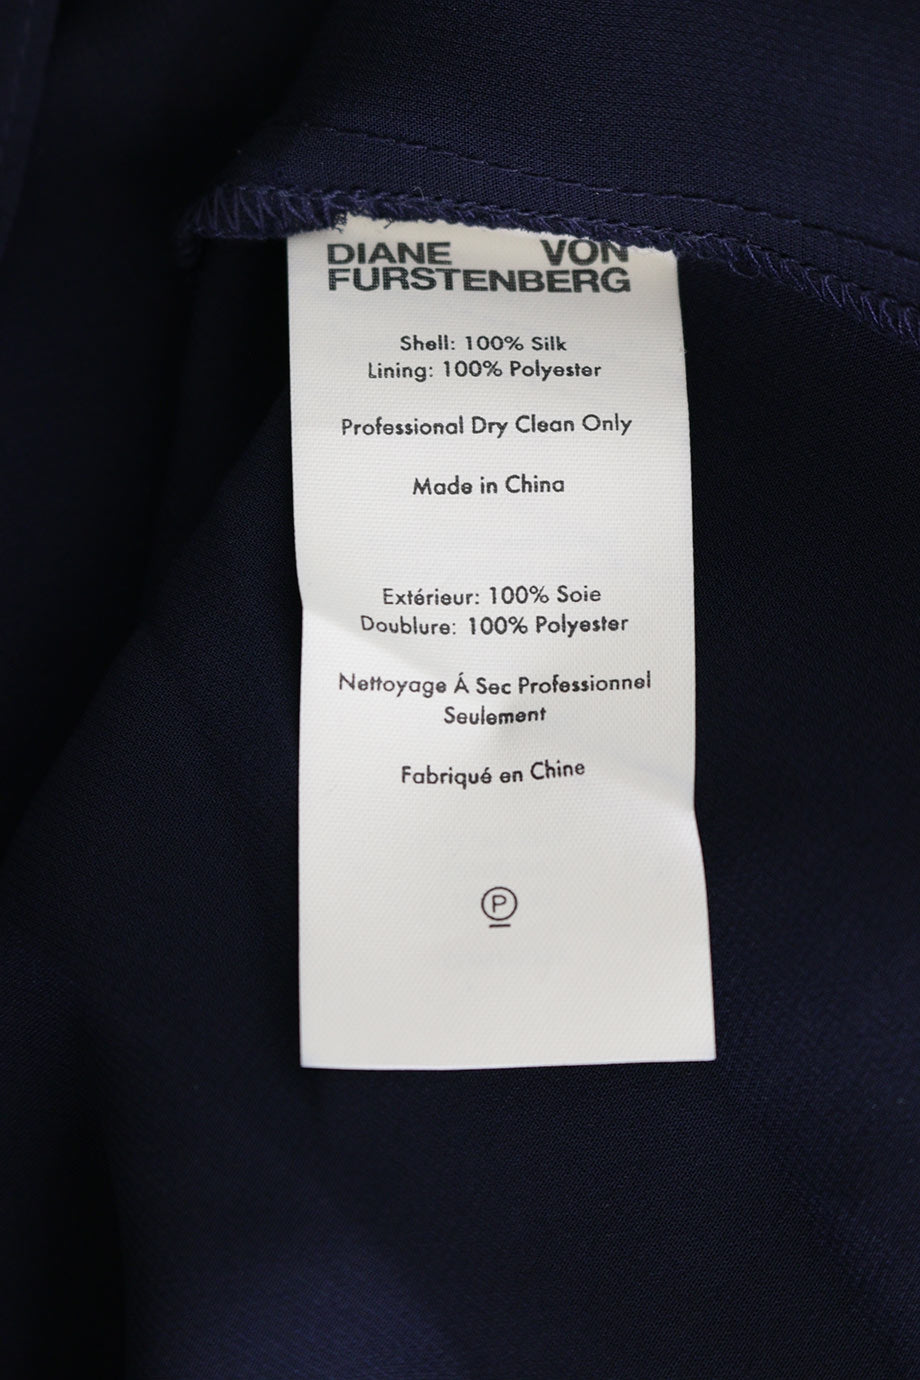 DIANE VON
FURSTENBERG
Shell: 100% Silk
Lining: 100% Polyester
Professional Dry Clean Only
Made in China
Extérieur: 100% Soie
Doublure: 100% Polyester
Nettoyage Á Sec Professionnel
Seulement
Fabriqué en Chine
P